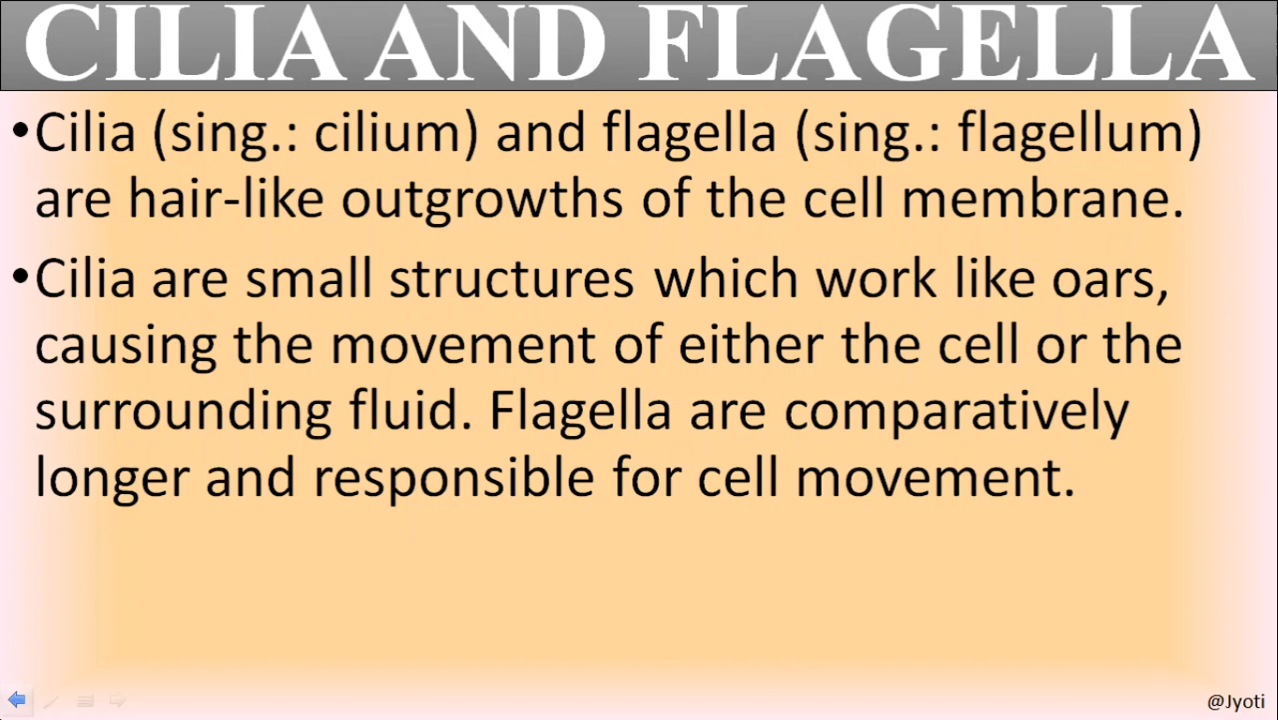 CILIA AND FLAGELLA
•Cilia (sing.: cilium) and flagella (sing.: flagellum)
are hair-like outgrowths of the cell membrane.
•Cilia are small structures which work like oars,
causing the movement of either the cell or the
surrounding fluid. Flagella are comparatively
longer and responsible for cell movement.
@Jyoti